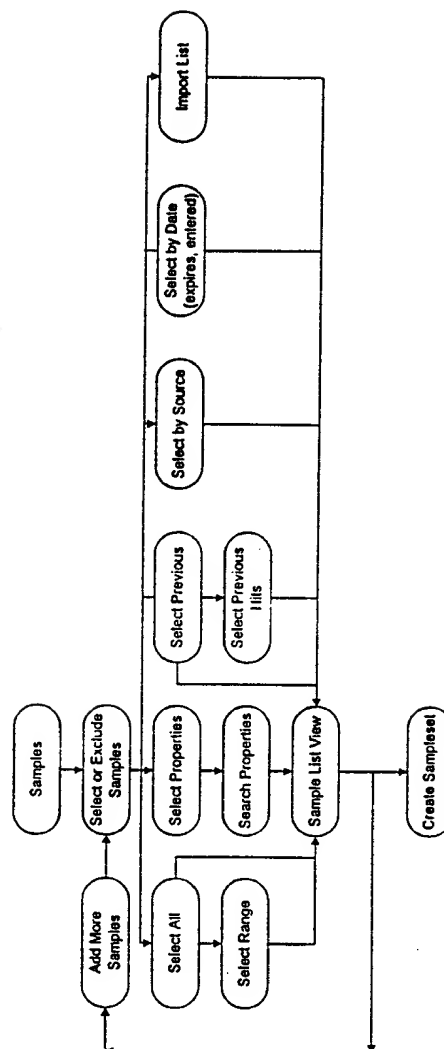 Samples
Add More
Samples
Select or Exclude
Samples
Select All
Select Properties
Select Previous
Select by Source
Select by Date
(expires, entered)
Import List
Select Range
Search Properties
Select Previous
Hits
Sample List View
Create Sampleset